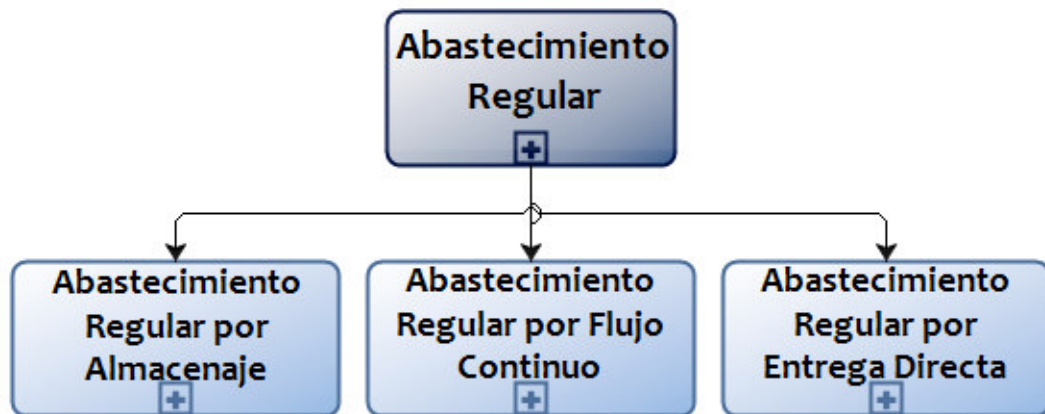 Abastecimiento
Regular
Abastecimiento
Regular por
Almacenaje
Abastecimiento
Regular por Flujo
Continuo
Abastecimiento
Regular por
Entrega Directa